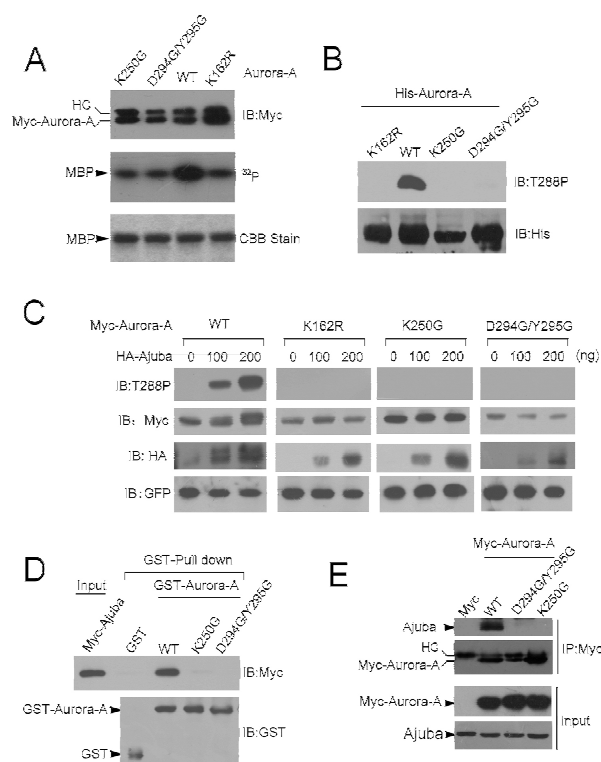 A
K250G D294G/Y295G WT K162R Aurora-A
HC
Myc-Aurora-A
IB:Myc
MBP
32P
MBP
CBB Stain
B
His-Aurora-A
K162R WT K250G D294G/Y295G
IB:T288P
IB:His
C
Myc-Aurora-A WT K162R K250G D294G/Y295G
HA-Ajuba 0 100 200 0 100 200 0 100 200 0 100 200 (ng)
IB:T288P
IB: Myc
IB: HA
IB:GFP
D
GST-Pull down
Input GST-Aurora-A
Myc-Ajuba GST WT K250G D294G/Y295G
IB:Myc
GST-Aurora-A
IB:GST
GST
E
Myc-Aurora-A
Myc WT D294G/Y295G K250G
Ajuba
HC
Myc-Aurora-A
IP:Myc
Myc-Aurora-A
Input
Ajuba